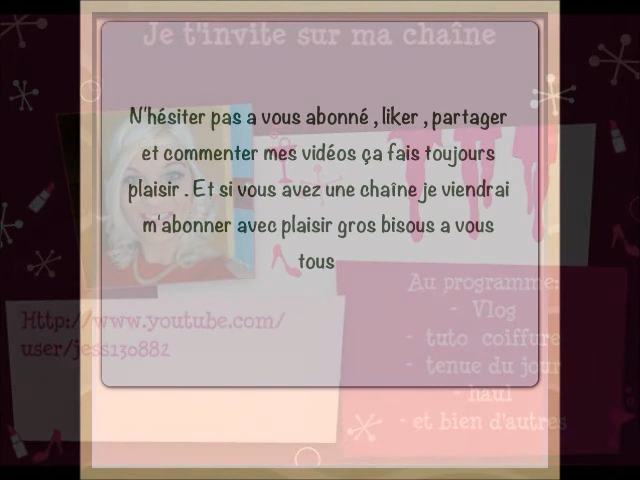 Je t'invite sur ma chaîne
N'hésiter pas a vous abonné , liker , partager
et commenter mes vidéos ça fais toujours
plaisir . Et si vous avez une chaîne je viendrai
m'abonner avec plaisir gros bisous a vous
tous
Http://www.youtube.com/
user/jess130882
Au programme:
- Vlog
- tuto coiffure
- tenue du jour
- haul
- et bien d'autres